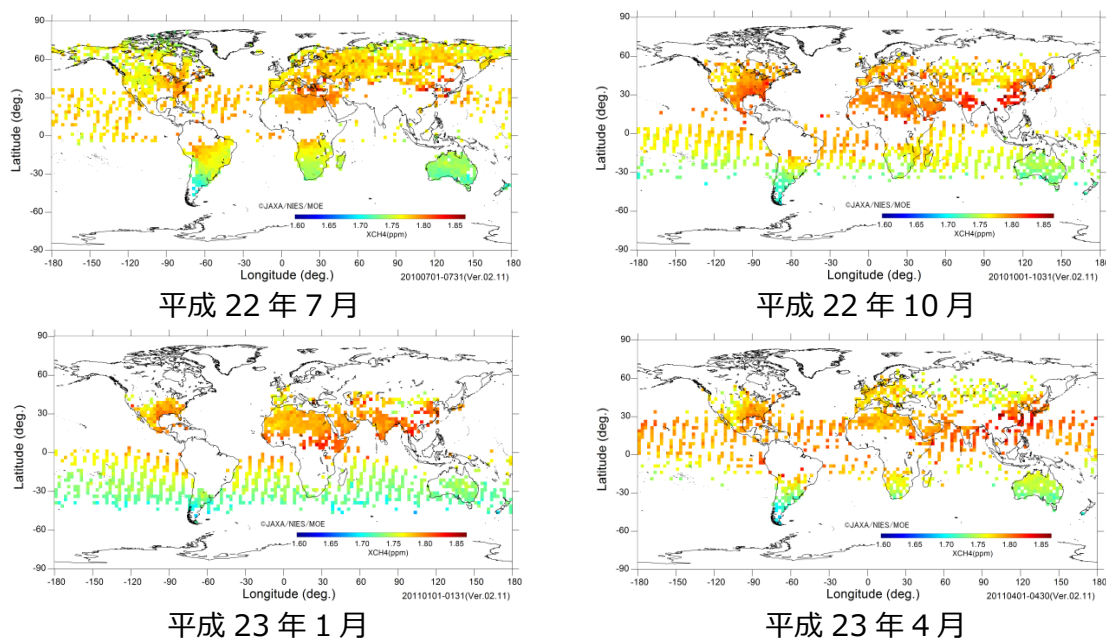 90
60
30
0
-30
-60
-90
Latitude (deg.)
©JAXA/NIES/MOE
1.60 1.65 1.70 1.75 1.80 1.85
XCH4(ppm)
-180 -150 -120 -90 -60 -30 0 30 60 90 120 150 180
Longitude (deg.)
20100701-0731(Ver.02.11)
平成 22 年 7 月
90
60
30
0
-30
-60
-90
Latitude (deg.)
©JAXA/NIES/MOE
1.60 1.65 1.70 1.75 1.80 1.85
XCH4(ppm)
-180 -150 -120 -90 -60 -30 0 30 60 90 120 150 180
Longitude (deg.)
20101001-1031(Ver.02.11)
平成 22 年 10 月
90
60
30
0
-30
-60
-90
Latitude (deg.)
©JAXA/NIES/MOE
1.60 1.65 1.70 1.75 1.80 1.85
XCH4(ppm)
-180 -150 -120 -90 -60 -30 0 30 60 90 120 150 180
Longitude (deg.)
20110101-0131(Ver.02.11)
平成 23 年 1 月
90
60
30
0
-30
-60
-90
Latitude (deg.)
©JAXA/NIES/MOE
1.60 1.65 1.70 1.75 1.80 1.85
XCH4(ppm)
-180 -150 -120 -90 -60 -30 0 30 60 90 120 150 180
Longitude (deg.)
20110401-0430(Ver.02.11)
平成 23 年 4 月